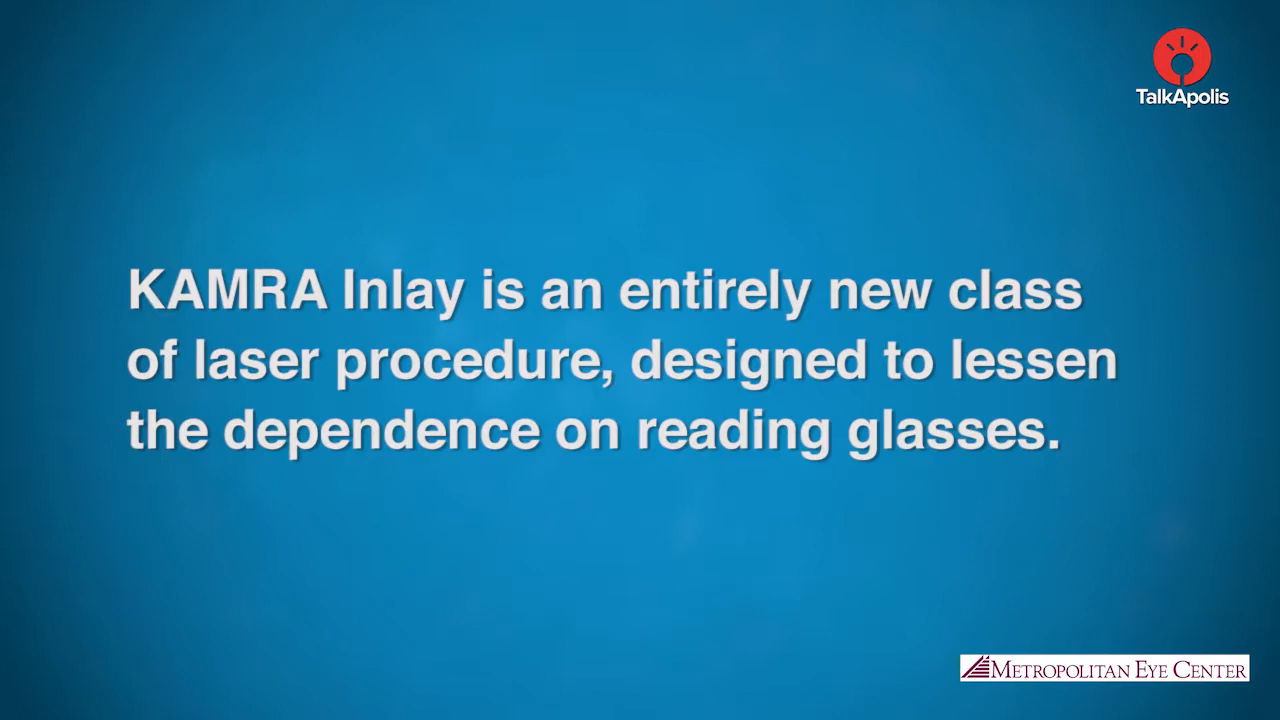 TalkApolis
KAMRA Inlay is an entirely new class
of laser procedure, designed to lessen
the dependence on reading glasses.
METROPOLITAN EYE CENTER